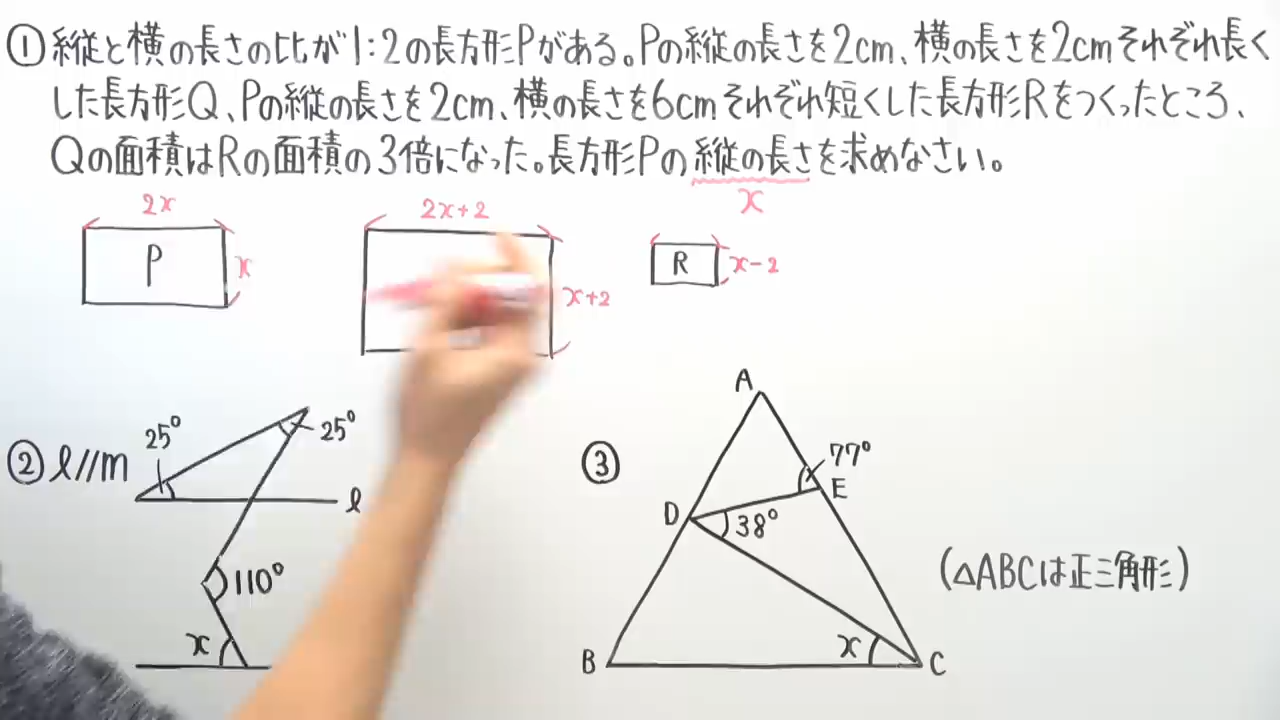 ①縦と横の長さの比が1:2の長方形Pがある。Pの縦の長さを2cm、横の長さを2cmそれぞれ長く
した長方形Q、Pの縦の長さを2cm、横の長さを6cmそれぞれ短くした長方形Rをつくったところ、
Qの面積はRの面積の3倍になった。長方形Pの縦の長さを求めなさい。
x
2x
P
x
2x+2
x+2
R
x-2
② l//m
25°
25°
l
110°
x
③
A
77°
E
D
38°
B
x
C
(△ABCは正三角形)